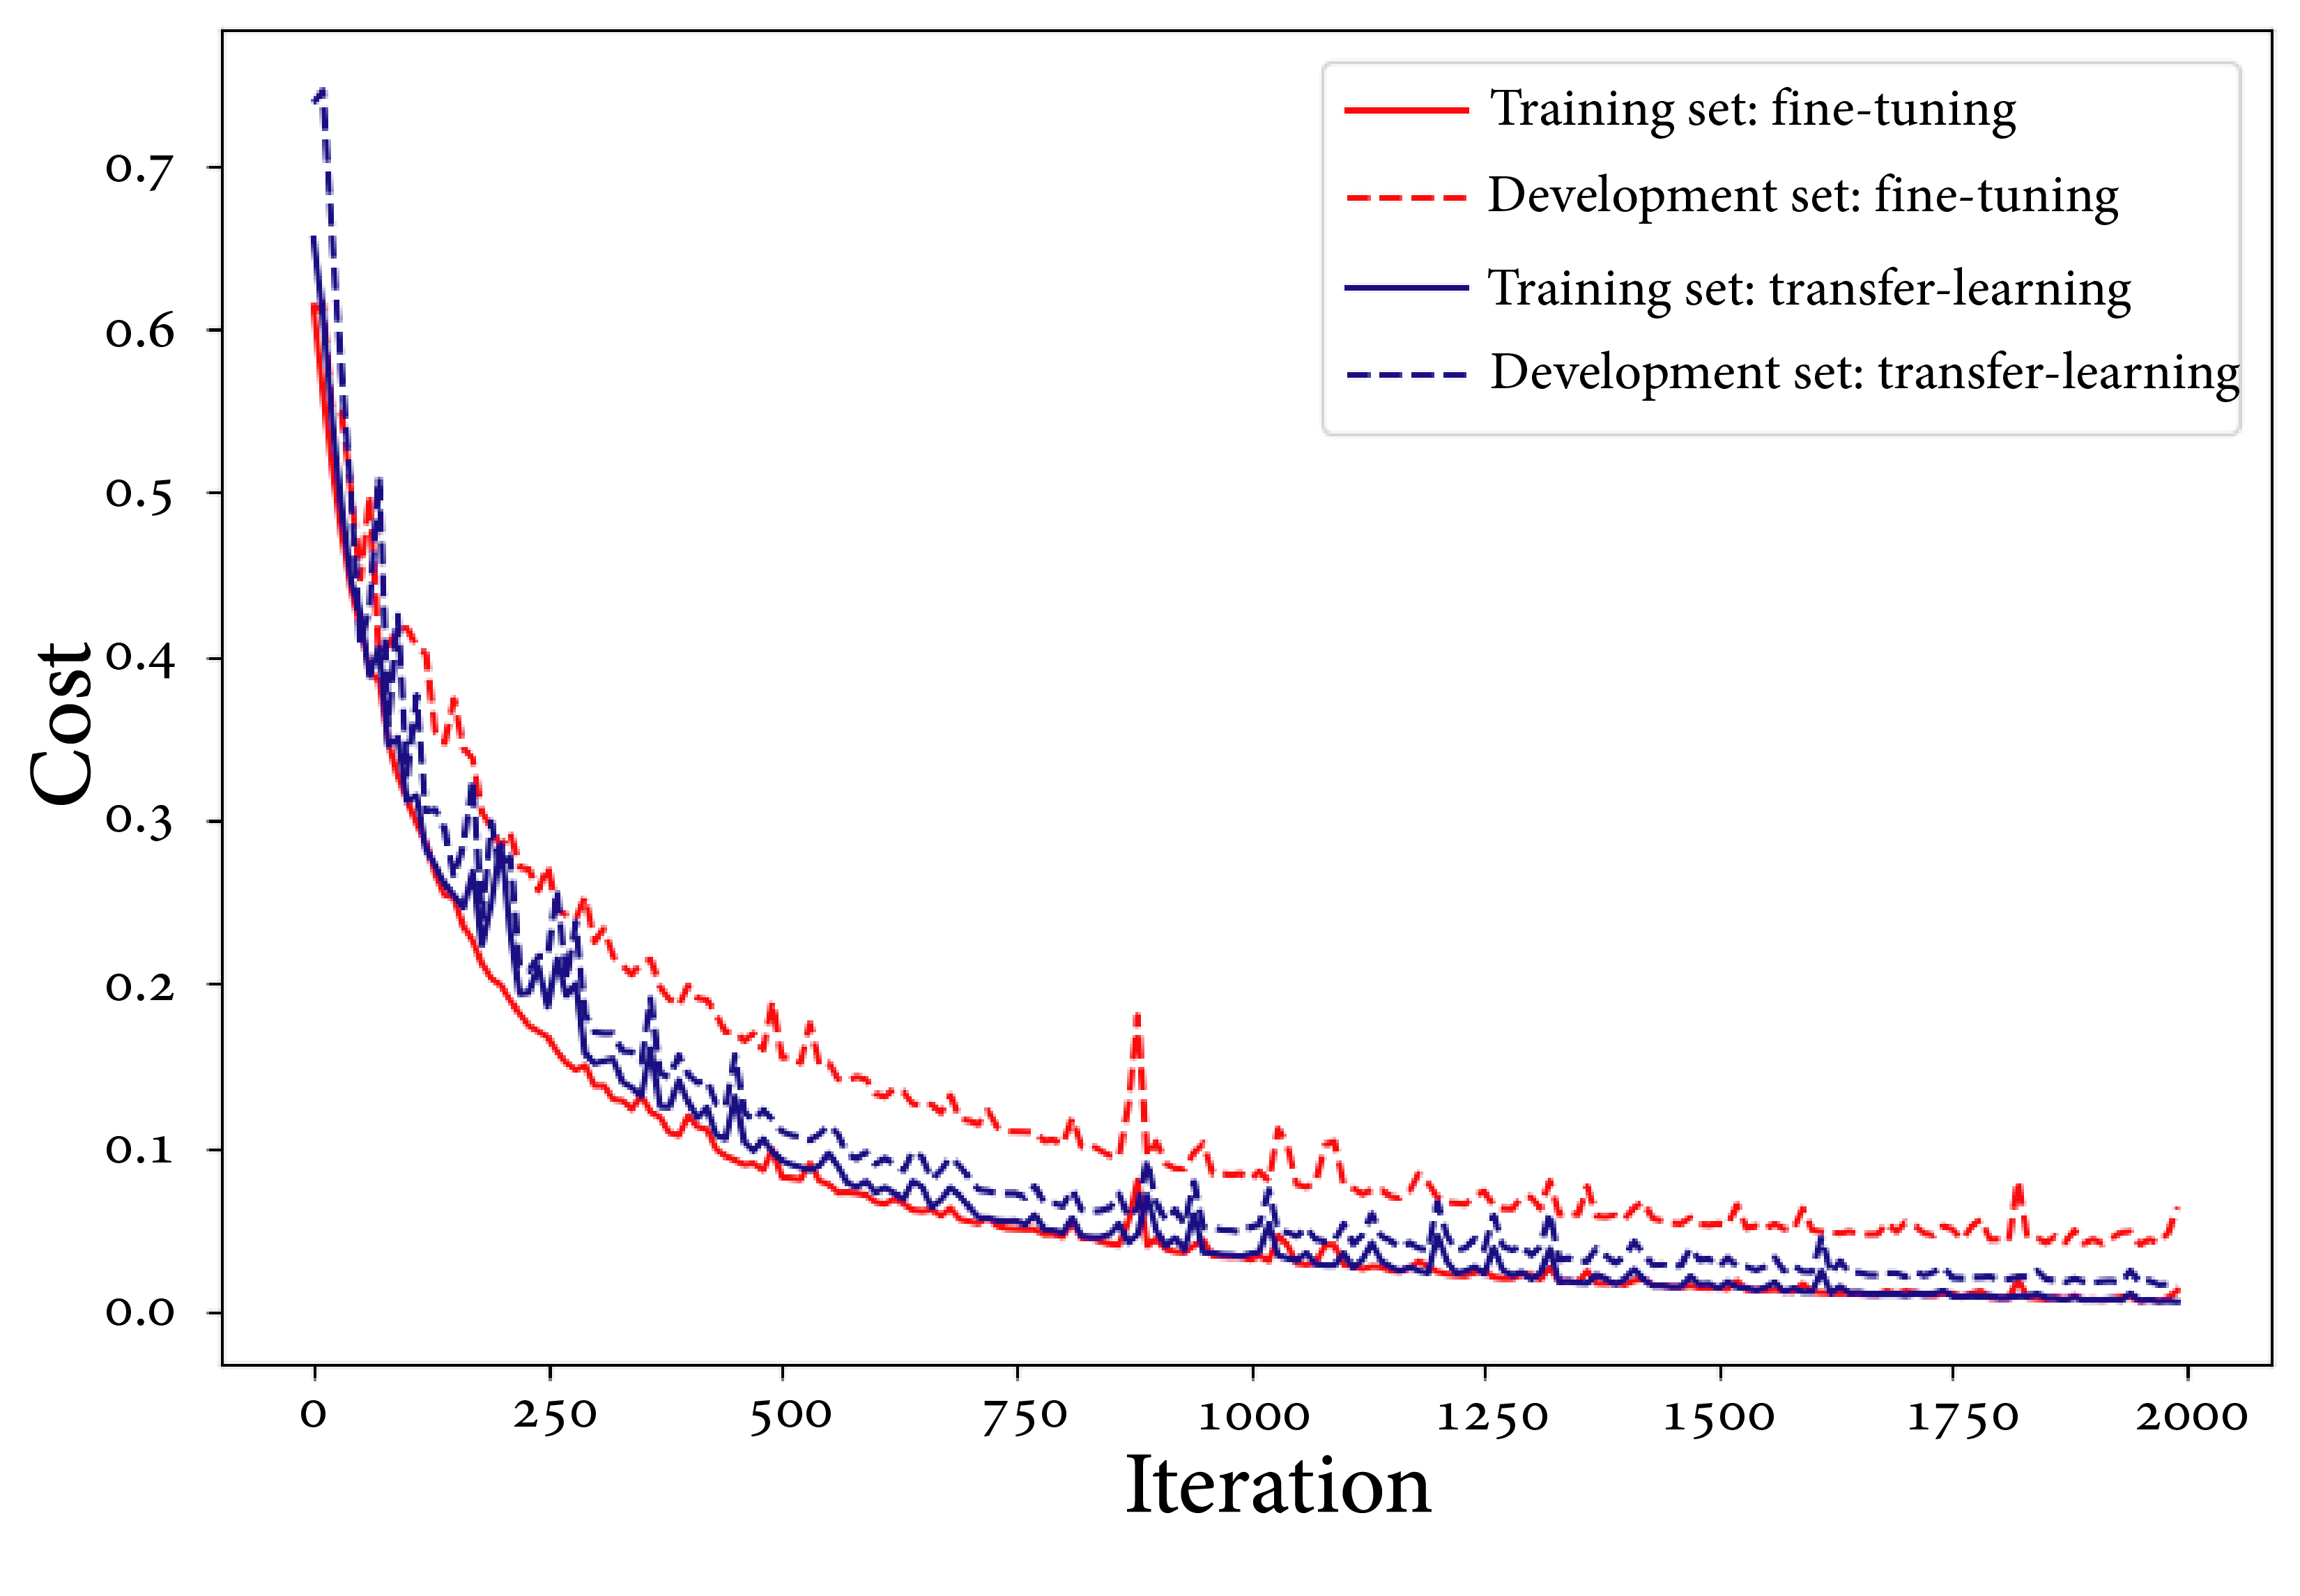 Training set: fine-tuning
Development set: fine-tuning
Training set: transfer-learning
Development set: transfer-learning
0.7
0.6
0.5
0.4
0.3
0.2
0.1
0.0
Cost
0 250 500 750 1000 1250 1500 1750 2000
Iteration